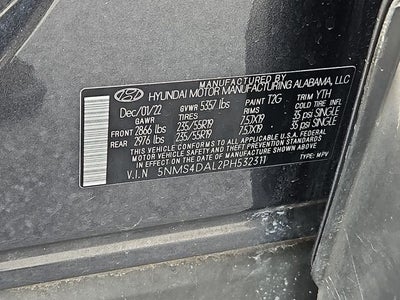 MANUFACTURED BY
HYUNDAI MOTOR MANUFACTURING ALABAMA, LLC
Dec/01/22 GVWR 5357 lbs PAINT T2G TRIM YTH
GAWR TIRES RIMS
FRONT 2866 lbs 235/55R19 7.5JX19 35 psi SINGLE
REAR 2976 lbs 235/55R19 7.5JX19 35 psi SINGLE
THIS VEHICLE CONFORMS TO ALL APPLICABLE U.S.A. FEDERAL
MOTOR VEHICLE SAFETY AND THEFT PREVENTION STANDARDS IN
EFFECT ON THE DATE OF MANUFACTURE SHOWN ABOVE.
V.I.N 5NMS4DAL2PH532311 TYPE: MPV